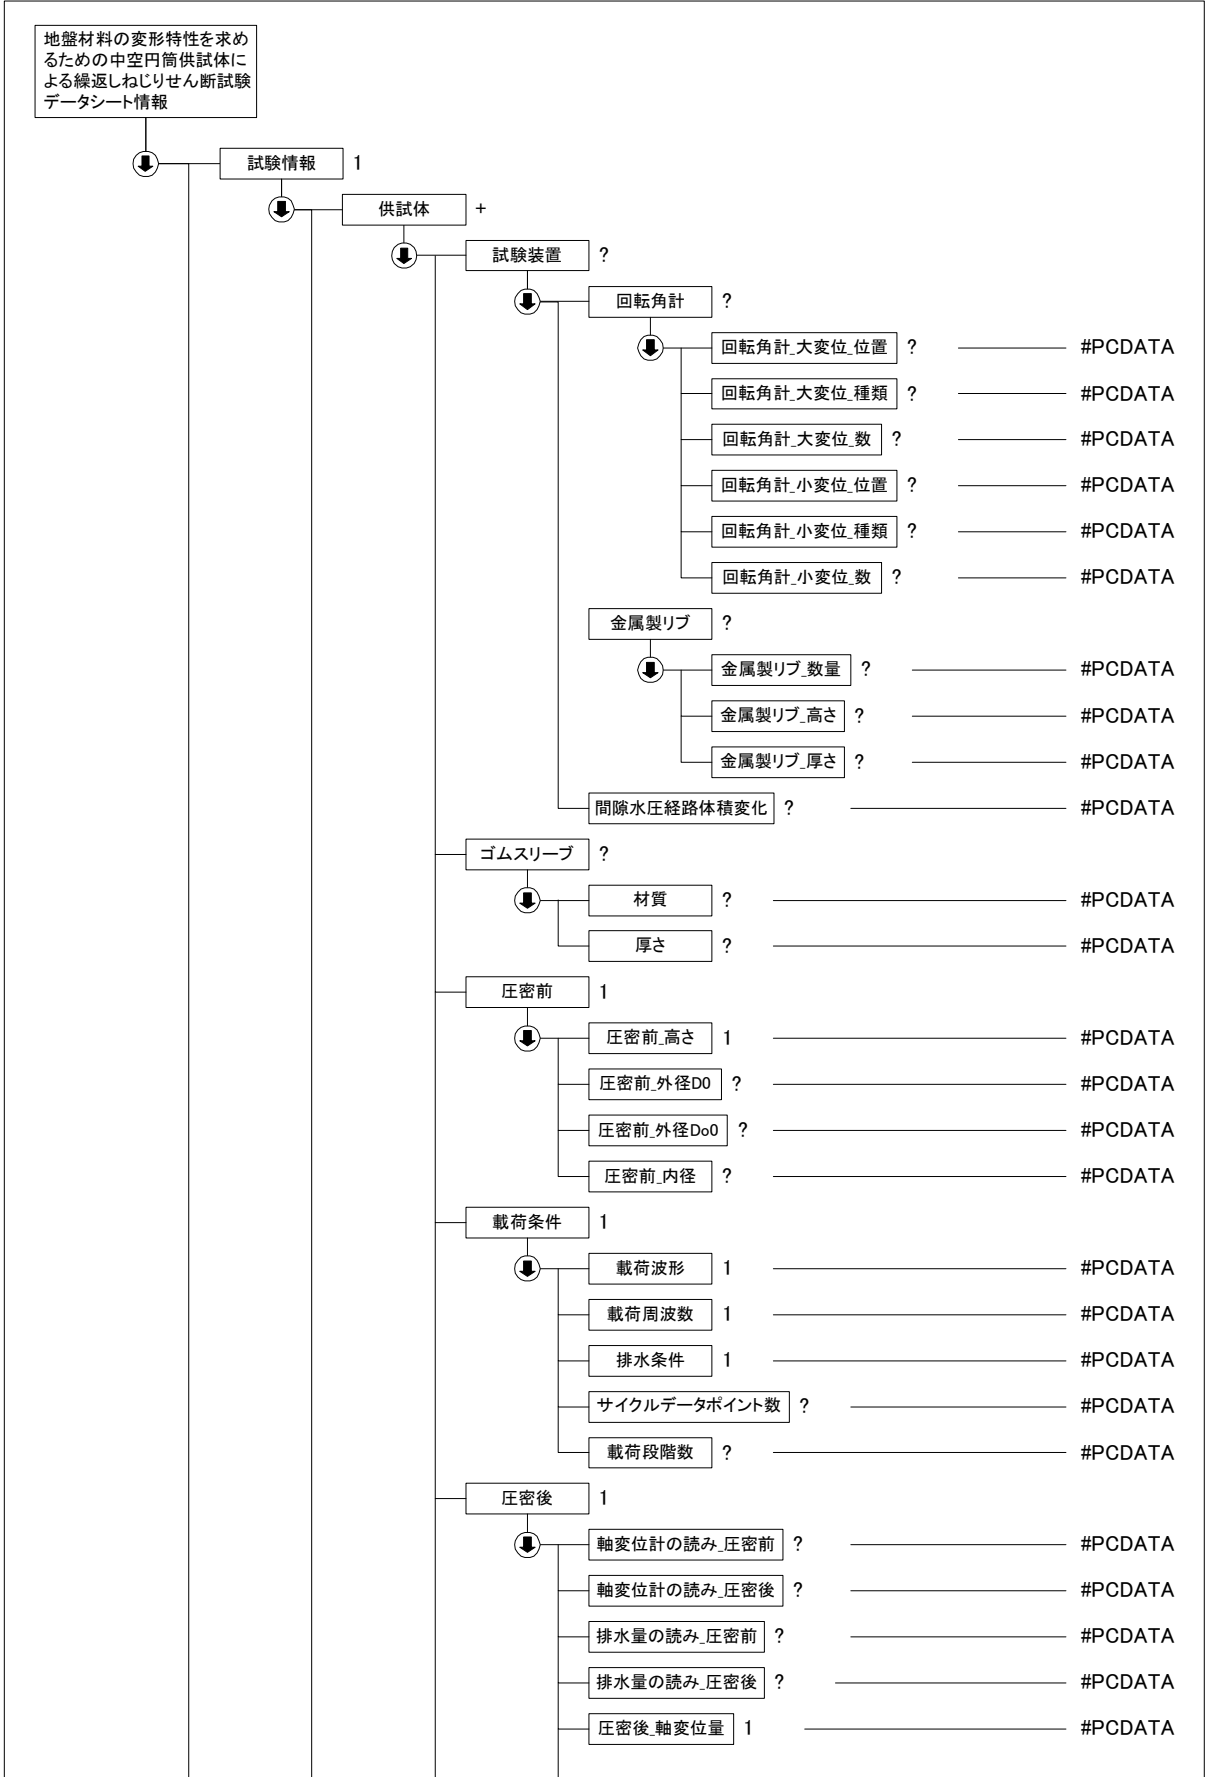 地盤材料の変形特性を求め
るための中空円筒供試体に
よる繰返しねじりせん断試験
データシート情報
試験情報 1
供試体 +
試験装置 ?
回転角計 ?
回転角計_大変位_位置 ? #PCDATA
回転角計_大変位_種類 ? #PCDATA
回転角計_大変位_数 ? #PCDATA
回転角計_小変位_位置 ? #PCDATA
回転角計_小変位_種類 ? #PCDATA
回転角計_小変位_数 ? #PCDATA
金属製リブ ?
金属製リブ_数量 ? #PCDATA
金属製リブ_高さ ? #PCDATA
金属製リブ_厚さ ? #PCDATA
間隙水圧経路体積変化 ? #PCDATA
ゴムスリーブ ?
材質 ? #PCDATA
厚さ ? #PCDATA
圧密前 1
圧密前_高さ 1 #PCDATA
圧密前_外径D0 ? #PCDATA
圧密前_外径Do0 ? #PCDATA
圧密前_内径 ? #PCDATA
載荷条件 1
載荷波形 1 #PCDATA
載荷周波数 1 #PCDATA
排水条件 1 #PCDATA
サイクルデータポイント数 ? #PCDATA
載荷段階数 ? #PCDATA
圧密後 1
軸変位計の読み_圧密前 ? #PCDATA
軸変位計の読み_圧密後 ? #PCDATA
排水量の読み_圧密前 ? #PCDATA
排水量の読み_圧密後 ? #PCDATA
圧密後_軸変位量 1 #PCDATA